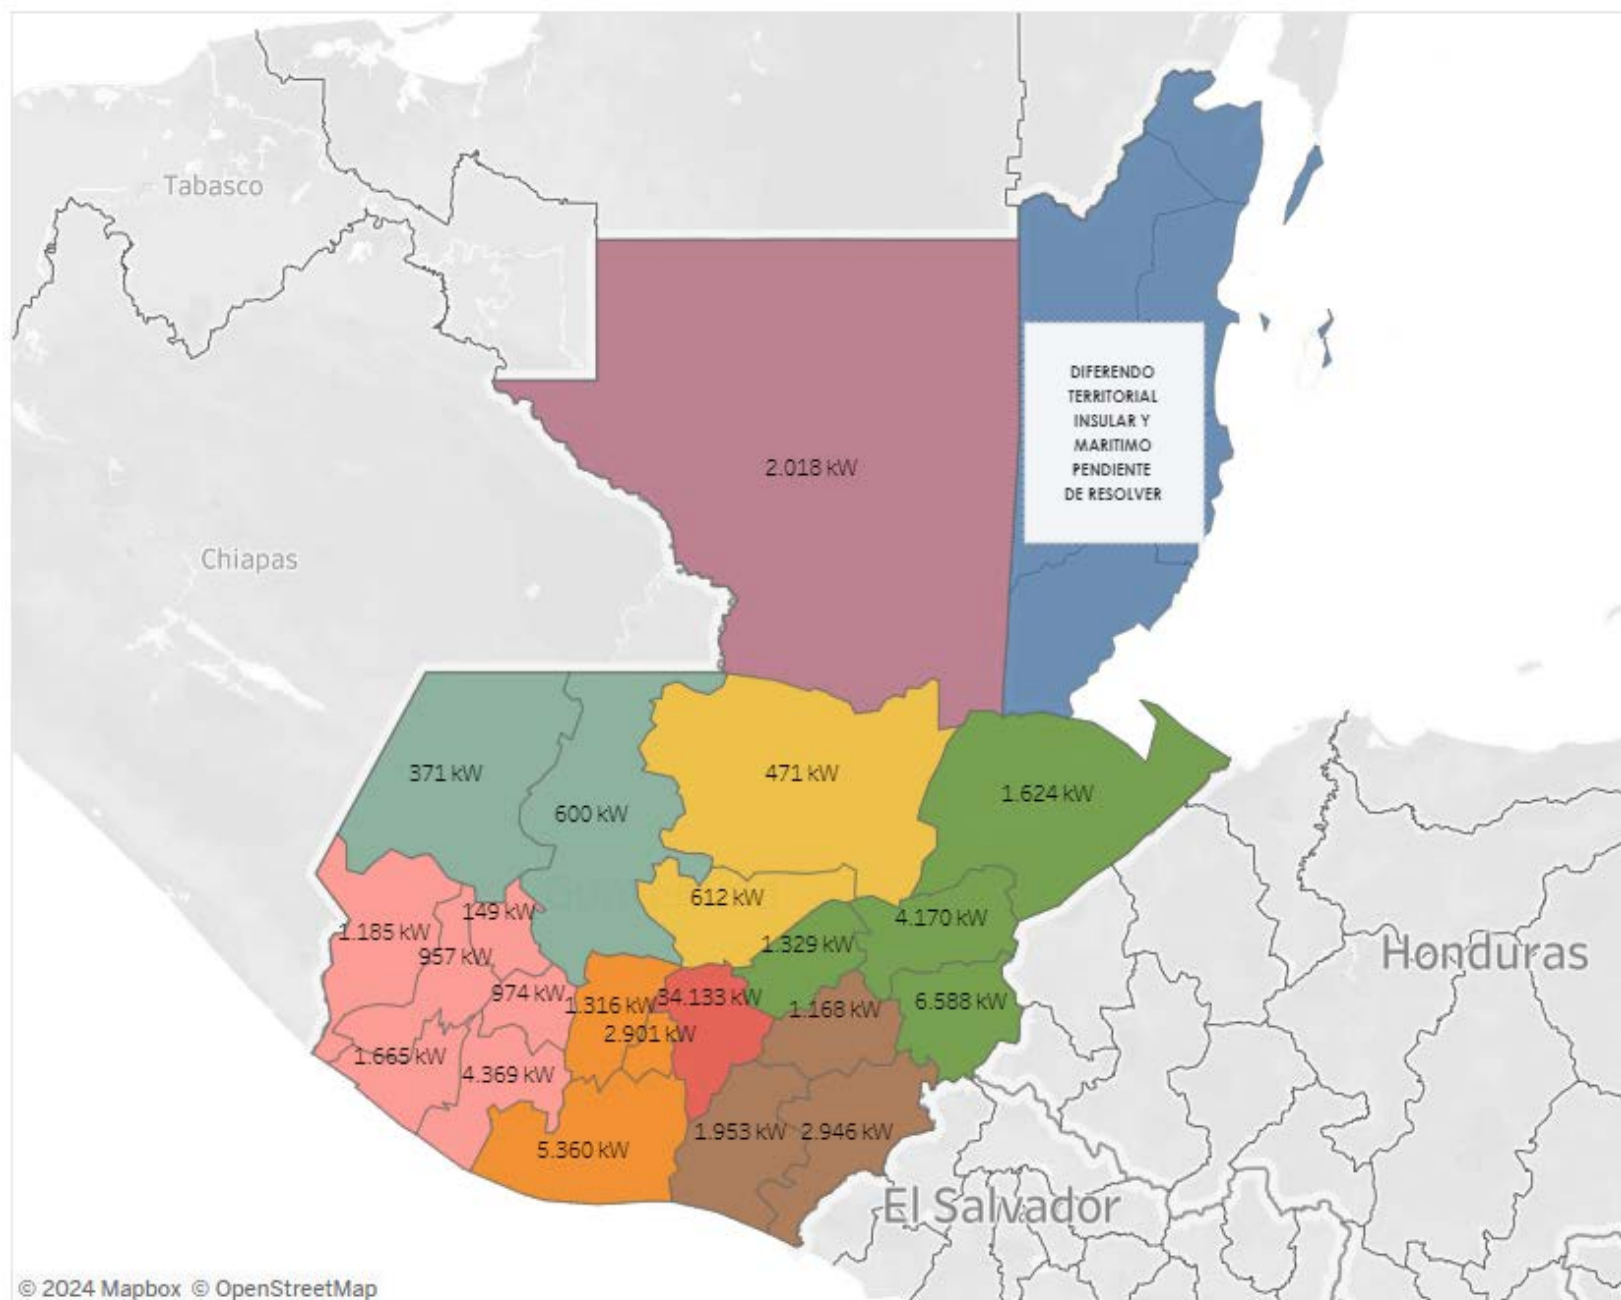 Tabasco
DIFERENDO
TERRITORIAL
INSULAR Y
MARITIMO
PENDIENTE
DE RESOLVER
2.018 kW
Chiapas
371 kW
471 kW
1.624 kW
600 kW
612 kW
149 kW
4.170 kW
1.185 kW
1.329 kW
957 kW
Honduras
974 kW
34.133 kW
1.316 kW
1.168 kW
6.588 kW
2.901 kW
1.665 kW
4.369 kW
1.953 kW
2.946 kW
5.360 kW
El Salvador
© 2024 Mapbox © OpenStreetMap